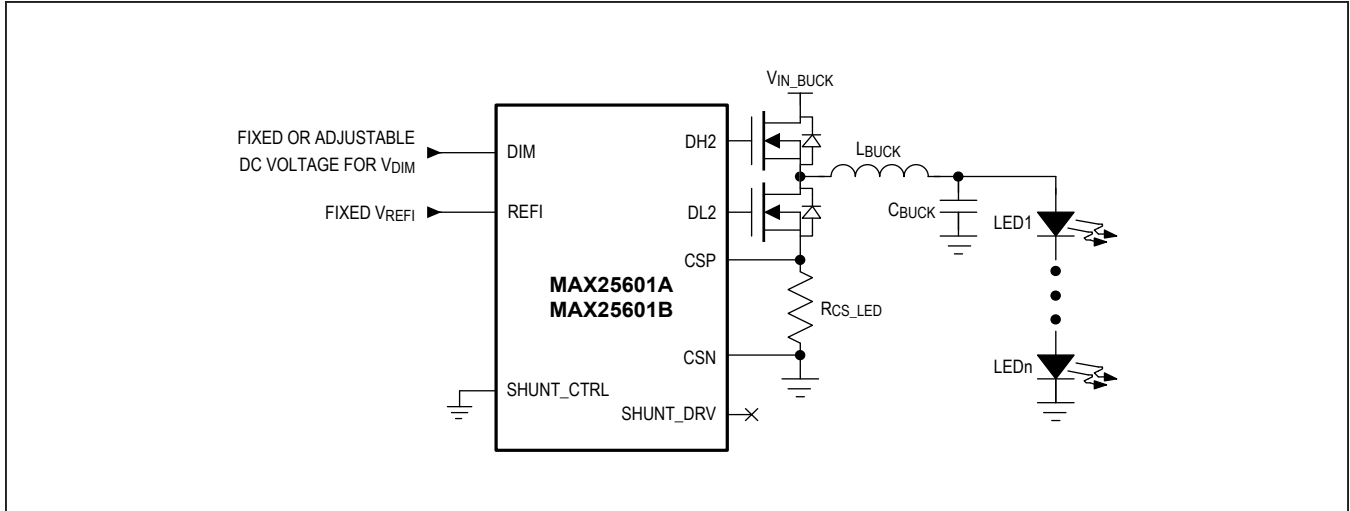 VIN_BUCK
FIXED OR ADJUSTABLE
DC VOLTAGE FOR VDIM
DIM
DH2
LBUCK
FIXED VREFI
REFI
DL2
CBUCK
LED1
CSP
MAX25601A
MAX25601B
RCS_LED
CSN
LEDn
SHUNT_CTRL
SHUNT_DRV